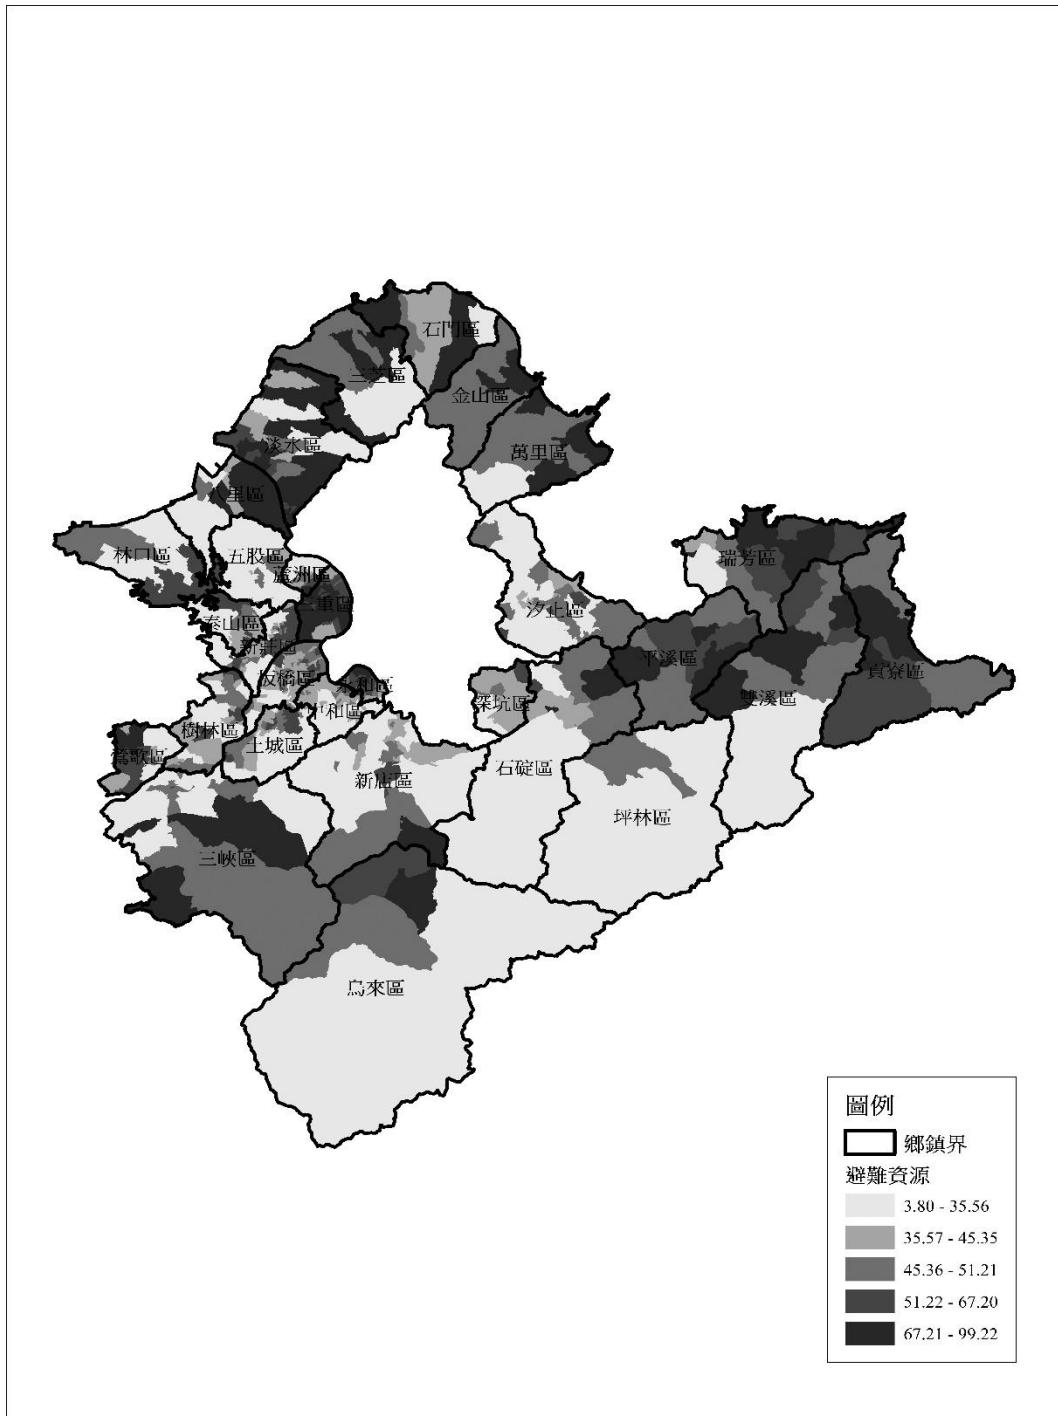 石門區
三芝區
金山區
淡水區
萬里區
八里區
林口區
五股區
瑞芳區
蘆洲區
三重區
汐止區
泰山區
新莊區
平溪區
貢寮區
板橋區
永和區
雙溪區
深坑區
中和區
樹林區
土城區
鶯歌區
石碇區
新店區
坪林區
三峽區
烏來區
圖例
鄉鎮界
避難資源
3.80 - 35.56
35.57 - 45.35
45.36 - 51.21
51.22 - 67.20
67.21 - 99.22